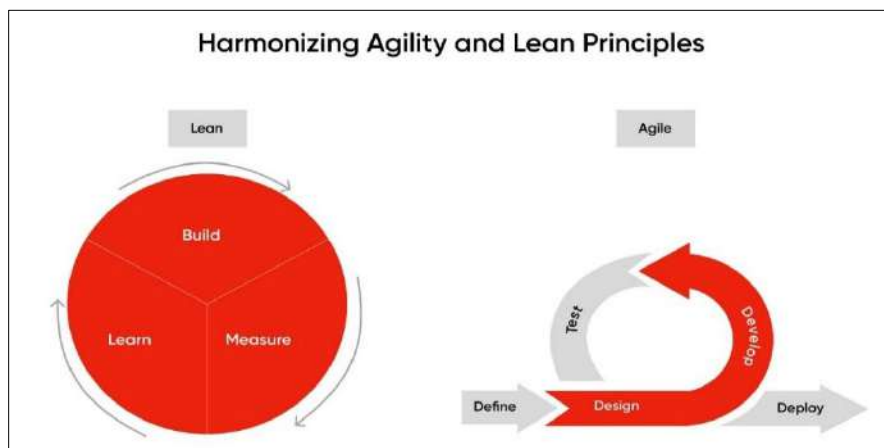 Harmonizing Agility and Lean Principles
Lean
Agile
Build
Learn
Measure
Test
Develop
Define
Design
Deploy